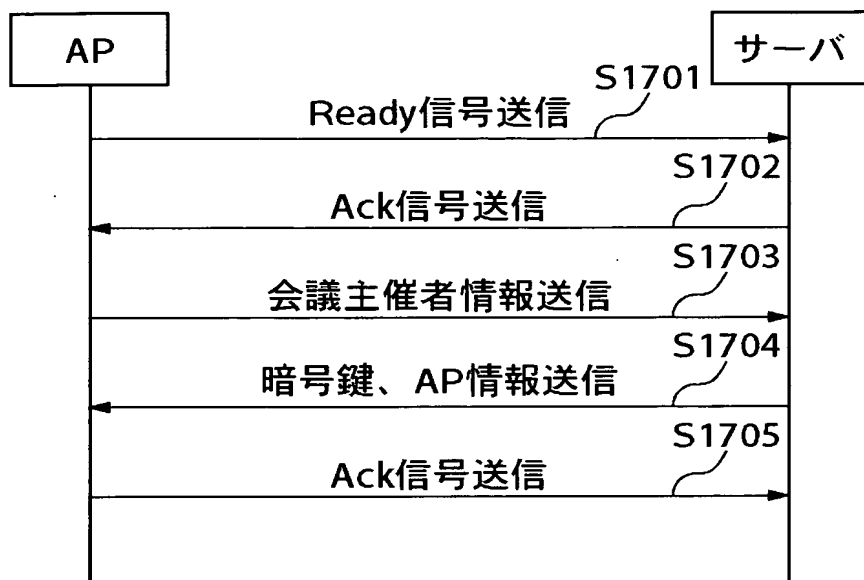 AP
サーバ
S1701
Ready信号送信
S1702
Ack信号送信
S1703
会議主催者情報送信
S1704
暗号鍵、AP情報送信
S1705
Ack信号送信